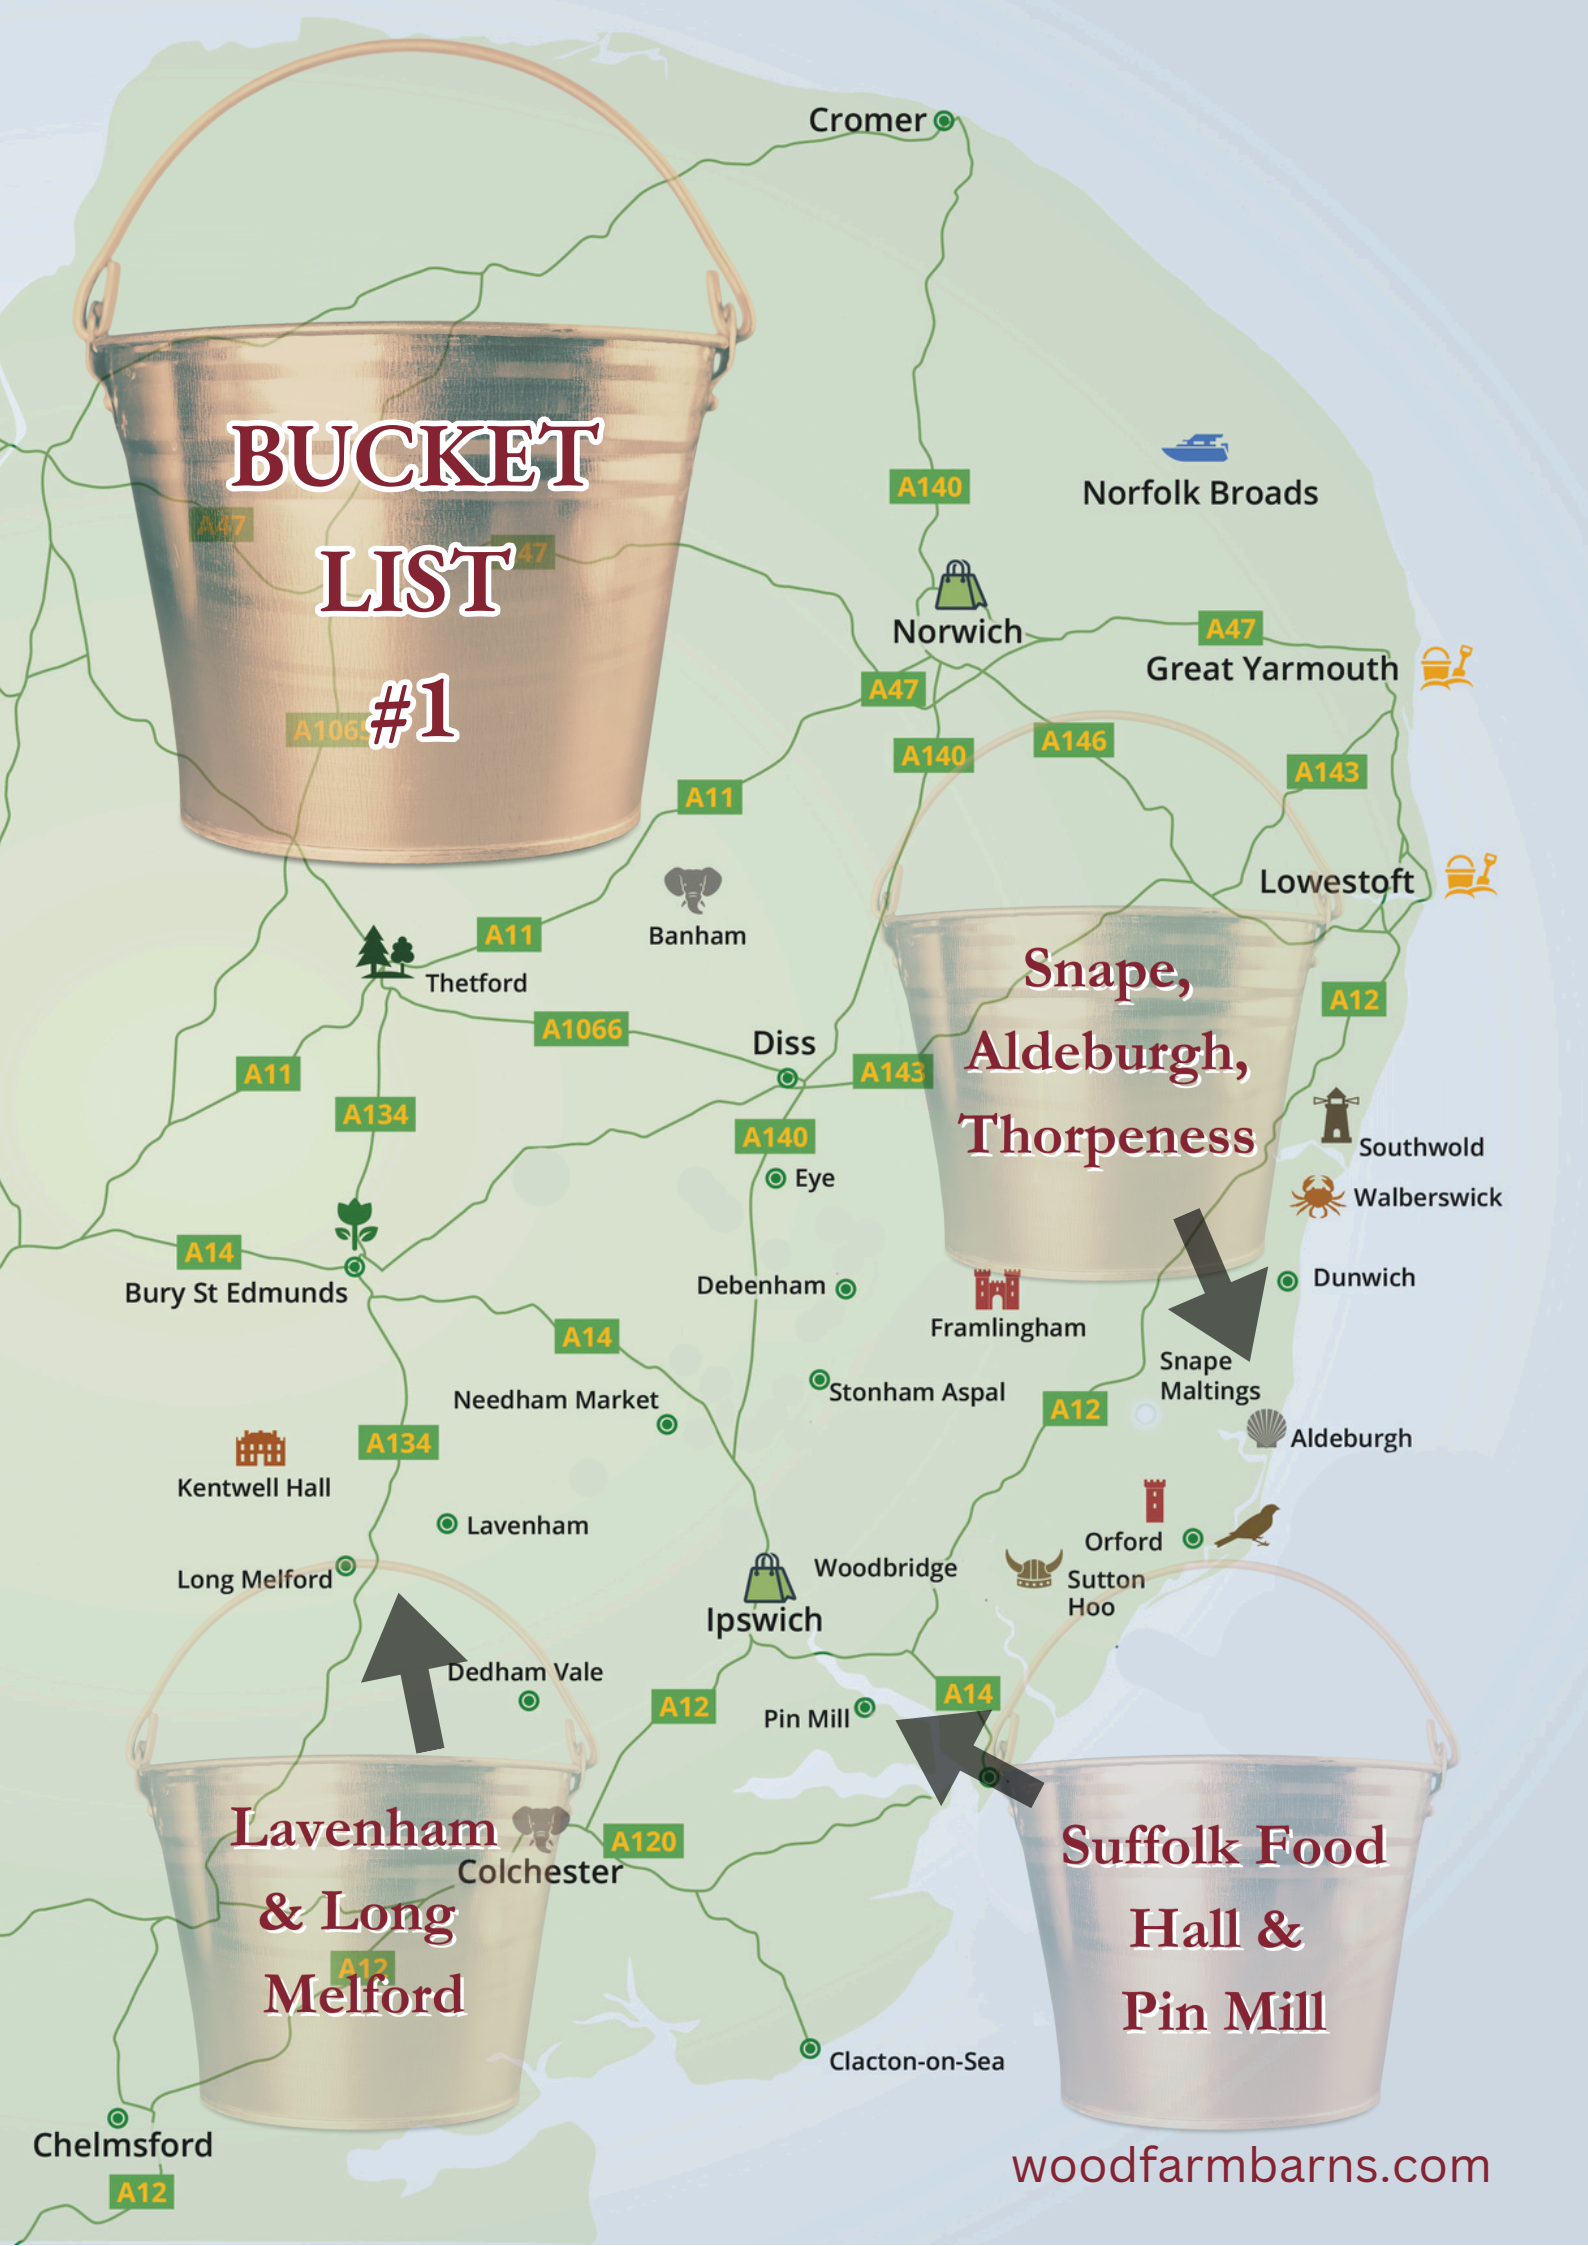 Cromer
BUCKET
LIST
#1
A140
Norfolk Broads
A47
47
Norwich
A47
Great Yarmouth
A47
A1065
A140
A146
A143
A11
Lowestoft
Banham
A11
Thetford
Snape,
Aldeburgh,
Thorpeness
A12
A1066
Diss
A143
A11
A134
A140
Eye
Southwold
Walberswick
A14
Bury St Edmunds
Debenham
Dunwich
Framlingham
A14
Snape
Maltings
Needham Market
Stonham Aspal
A12
A134
Aldeburgh
Kentwell Hall
Lavenham
Orford
Long Melford
Woodbridge
Sutton
Hoo
Ipswich
Dedham Vale
A12
Pin Mill
A14
Lavenham
& Long
Melford
Colchester
A120
A12
Suffolk Food
Hall &
Pin Mill
Clacton-on-Sea
Chelmsford
A12
woodfarmbarns.com